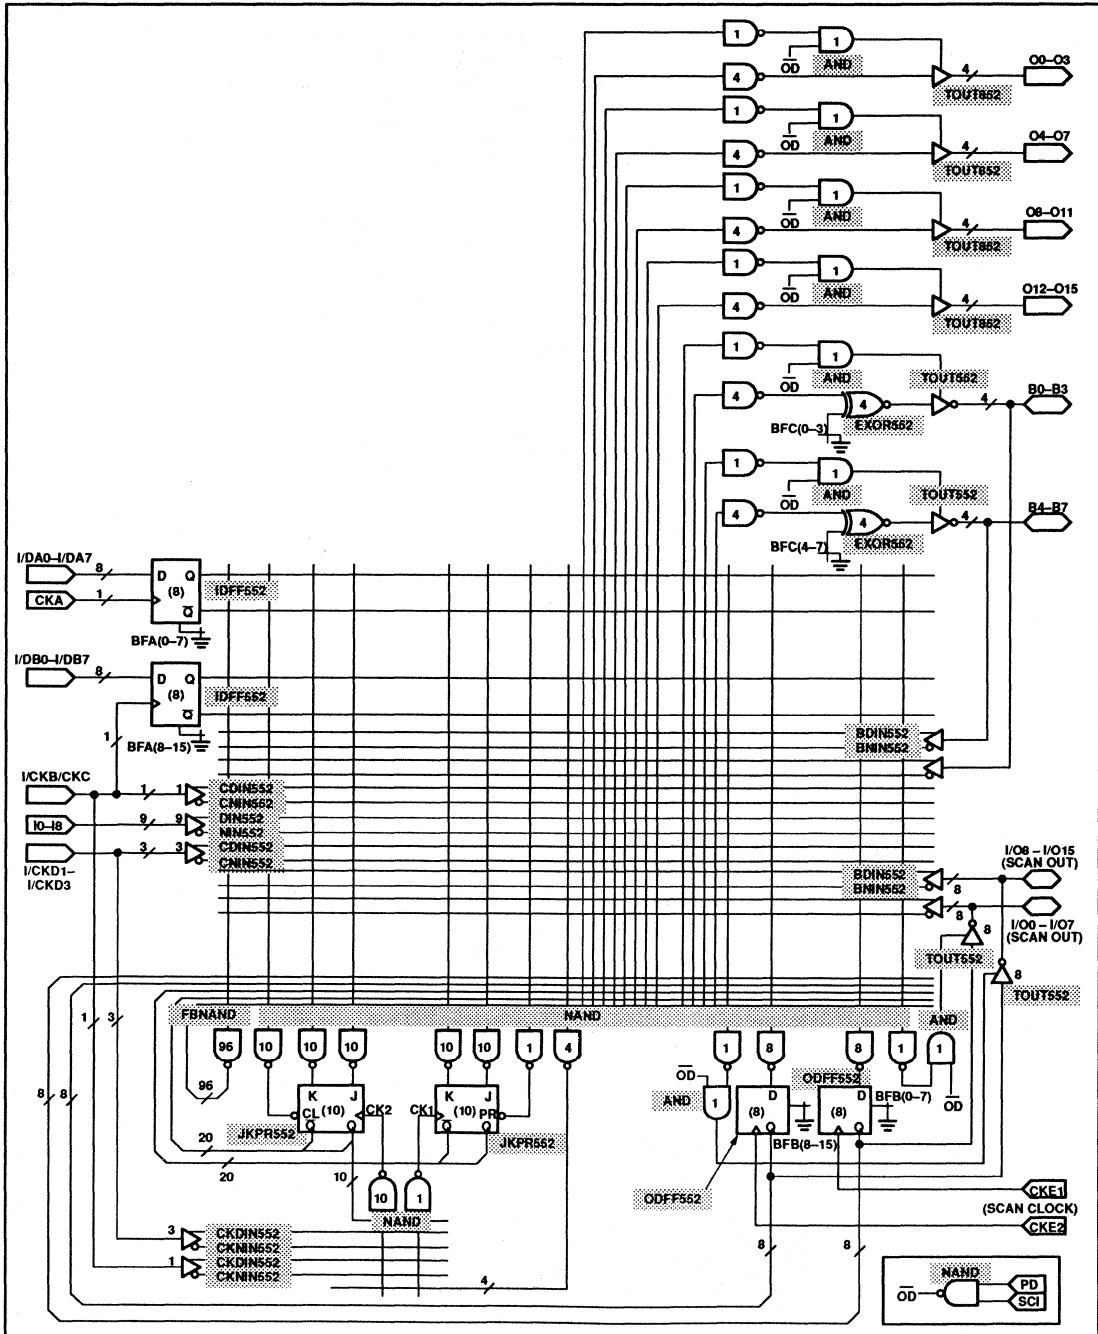 1
1
O0–O3
OD
AND
4
4
TOUT552
1
1
O4–O7
OD
AND
4
4
TOUT552
1
1
O8–O11
OD
AND
4
4
TOUT552
1
1
O12–O15
OD
AND
4
4
TOUT552
1
1
OD
AND
TOUT552
B0–B3
4
4
4
BFC(0–3)
EXOR552
1
1
OD
AND
TOUT552
B4–B7
4
4
4
BFC(4–7)
EXOR552
I/DA0–I/DA7
8
D Q
(8)
IDFF552
CKA
1
Q
BFA(0–7)
I/DB0–I/DB7
8
D Q
(8)
IDFF552
Q
1
BFA(8–15)
BDIN552
BNIN552
I/CKB/CKC
1
1
CDIN552
CNIN552
I0–I8
9
9
DIN552
NIN552
3
3
CDIN552
CNIN552
I/CKD1–
I/CKD3
I/O8 – I/O15
(SCAN OUT)
BDIN552
BNIN552
8
8
I/O0 – I/O7
(SCAN OUT)
8
TOUT552
8
TOUT552
1
3
FBNAND
NAND
AND
96
10
10
10
10
10
1
4
1
8
8
1
1
96
OD
ODFF552
BFB(0–7)
OD
K J
CL (10)
Q Q
CK2
CK1
K J
(10) PR
Q Q
AND
1
D
(8)
Q
D
(8)
Q
8
8
JKPR552
JKPR552
BFB(8–15)
20
20
10
10
1
NAND
ODFF552
CKE1
(SCAN CLOCK)
CKE2
3
CKDIN552
CKNIN552
1
CKDIN552
CKNIN552
4
8
8
NAND
OD
PD
SCI